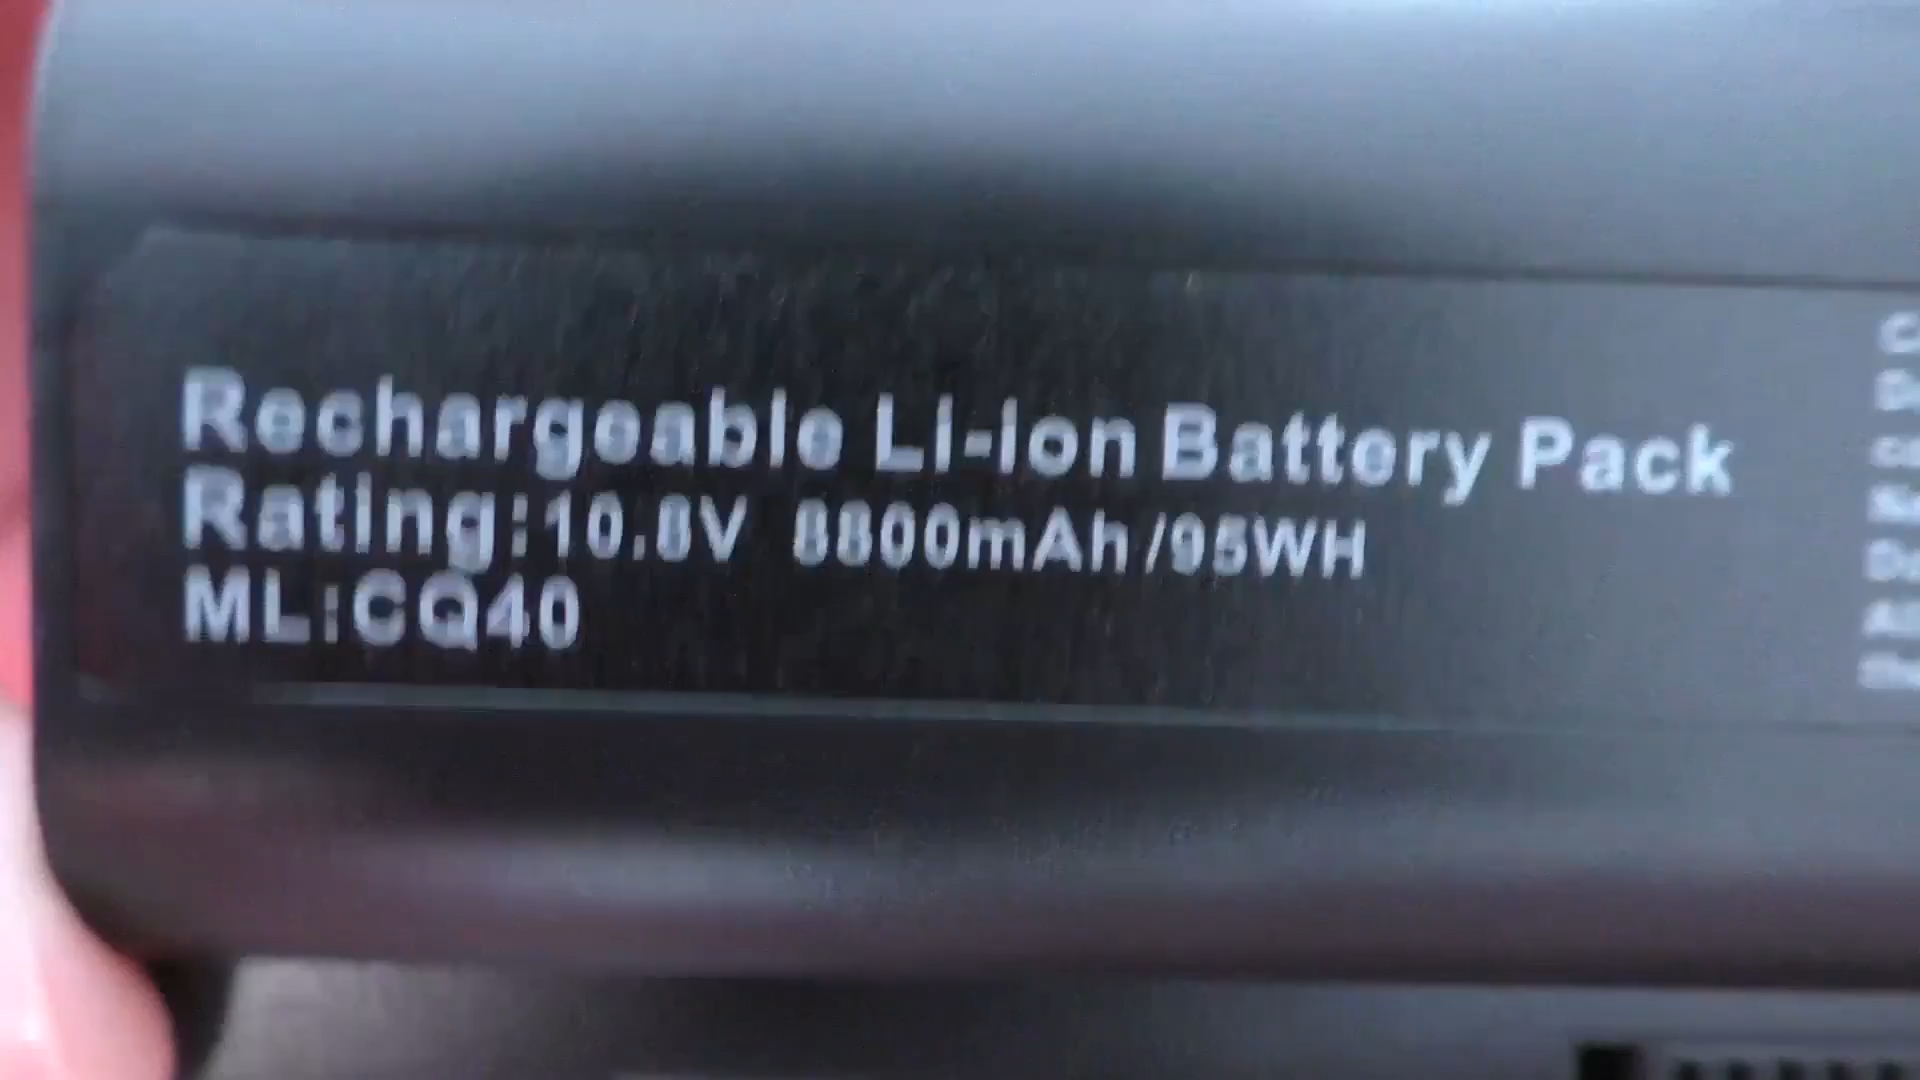 Rechargeable Li-ion Battery Pack
Rating:10.8V 8800mAh/95WH
ML:CQ40